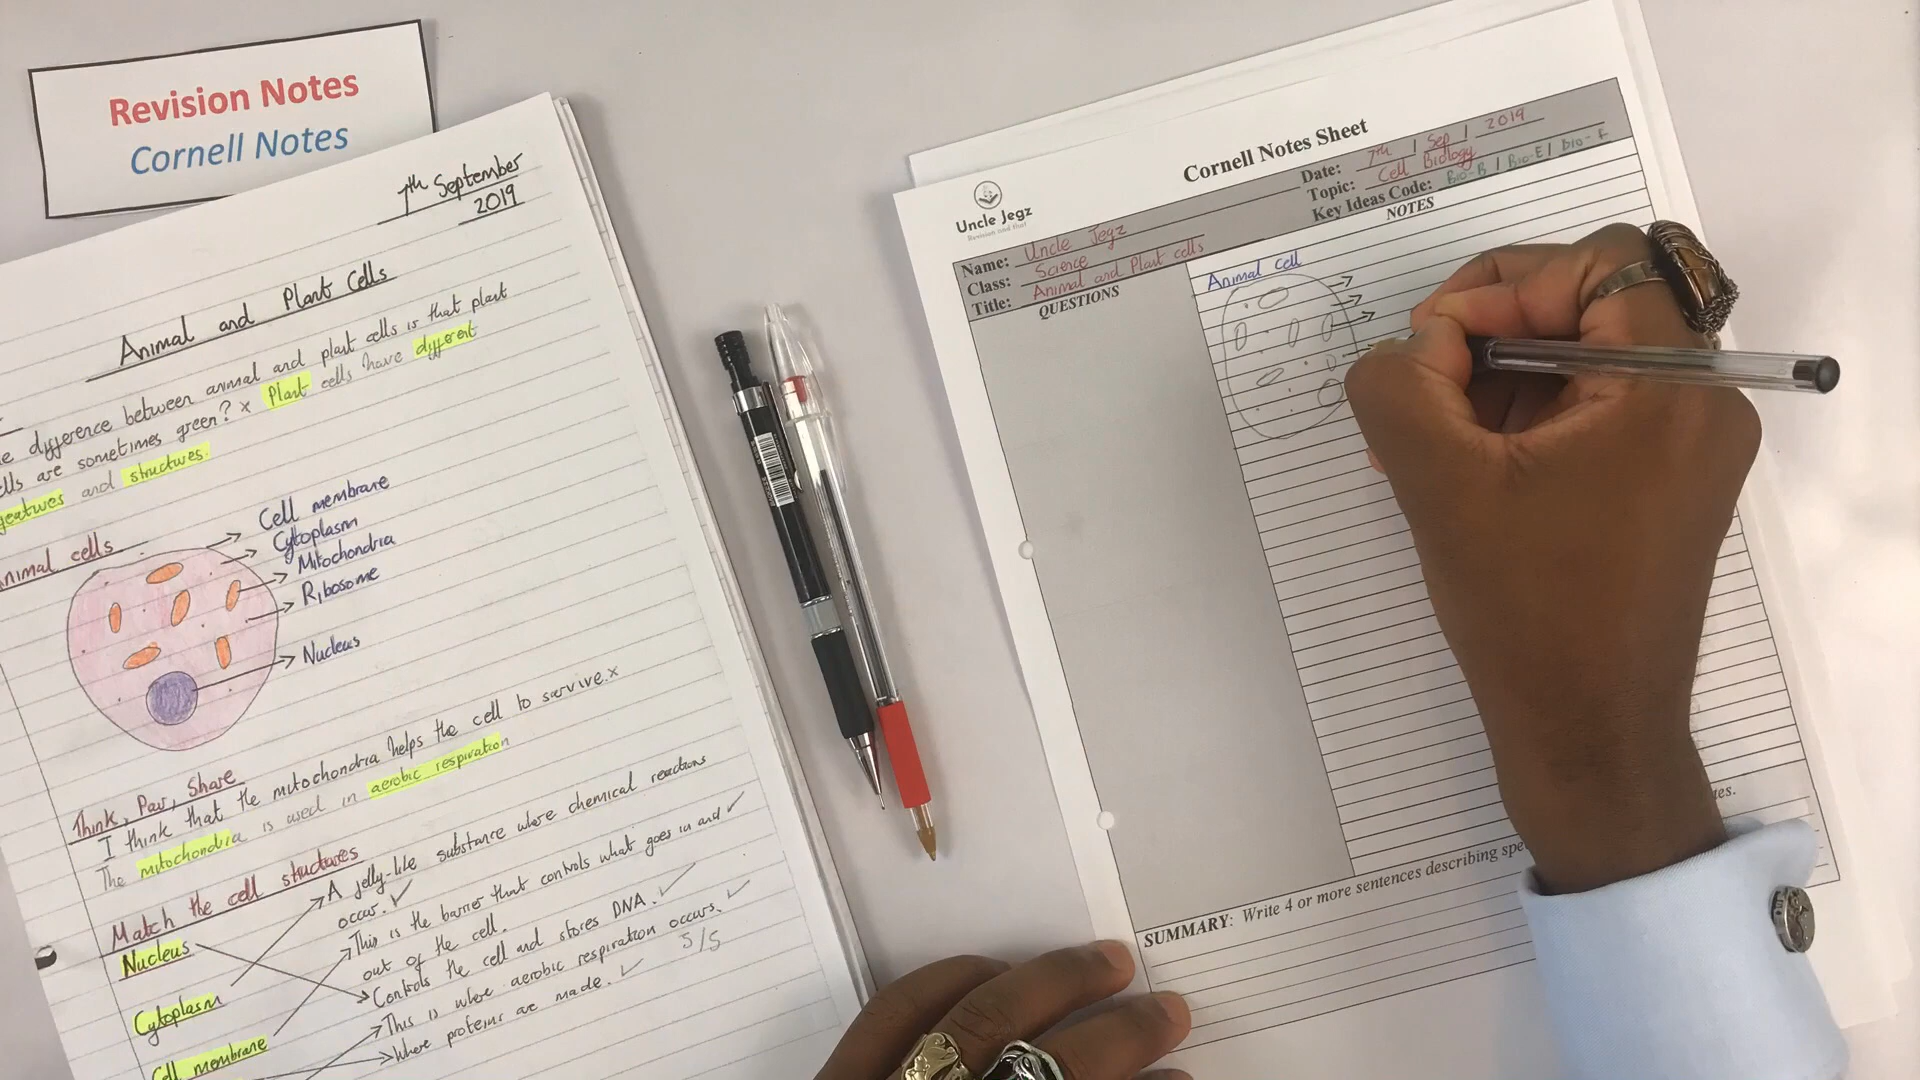 Revision Notes
Cornell Notes
7th September
2019
Animal and Plant Cells
difference between animal and plant cells is that plant
are sometimes green? x Plant cells have different
and structures.
cells
Cell membrane
Cytoplasm
Mitochondria
Ribosome
Nucleus
Think, Pair, Share
I think that the mitochondria helps the cell to survive. x
The mitochondria is used in aerobic respiration
Match the cell structures
Nucleus
Cytoplasm
Cell membrane
A jelly-like substance where chemical reactions
occur. ✓
This is the barrier that controls what goes in and ✓
out of the cell.
Controls the cell and stores DNA. ✓
This is where aerobic respiration occurs. ✓
Where proteins are made. ✓
5/5
Uncle Jegz
Revision and that
Cornell Notes Sheet
Name: Uncle Jegz
Class: Science
Title: Animal and Plant cells
Date: 7th / Sep / 2019
Topic: Cell Biology
Key Ideas Code: Bio-B / Bio-E / Bio-F
QUESTIONS
NOTES
Animal Cell
SUMMARY: Write 4 or more sentences describing